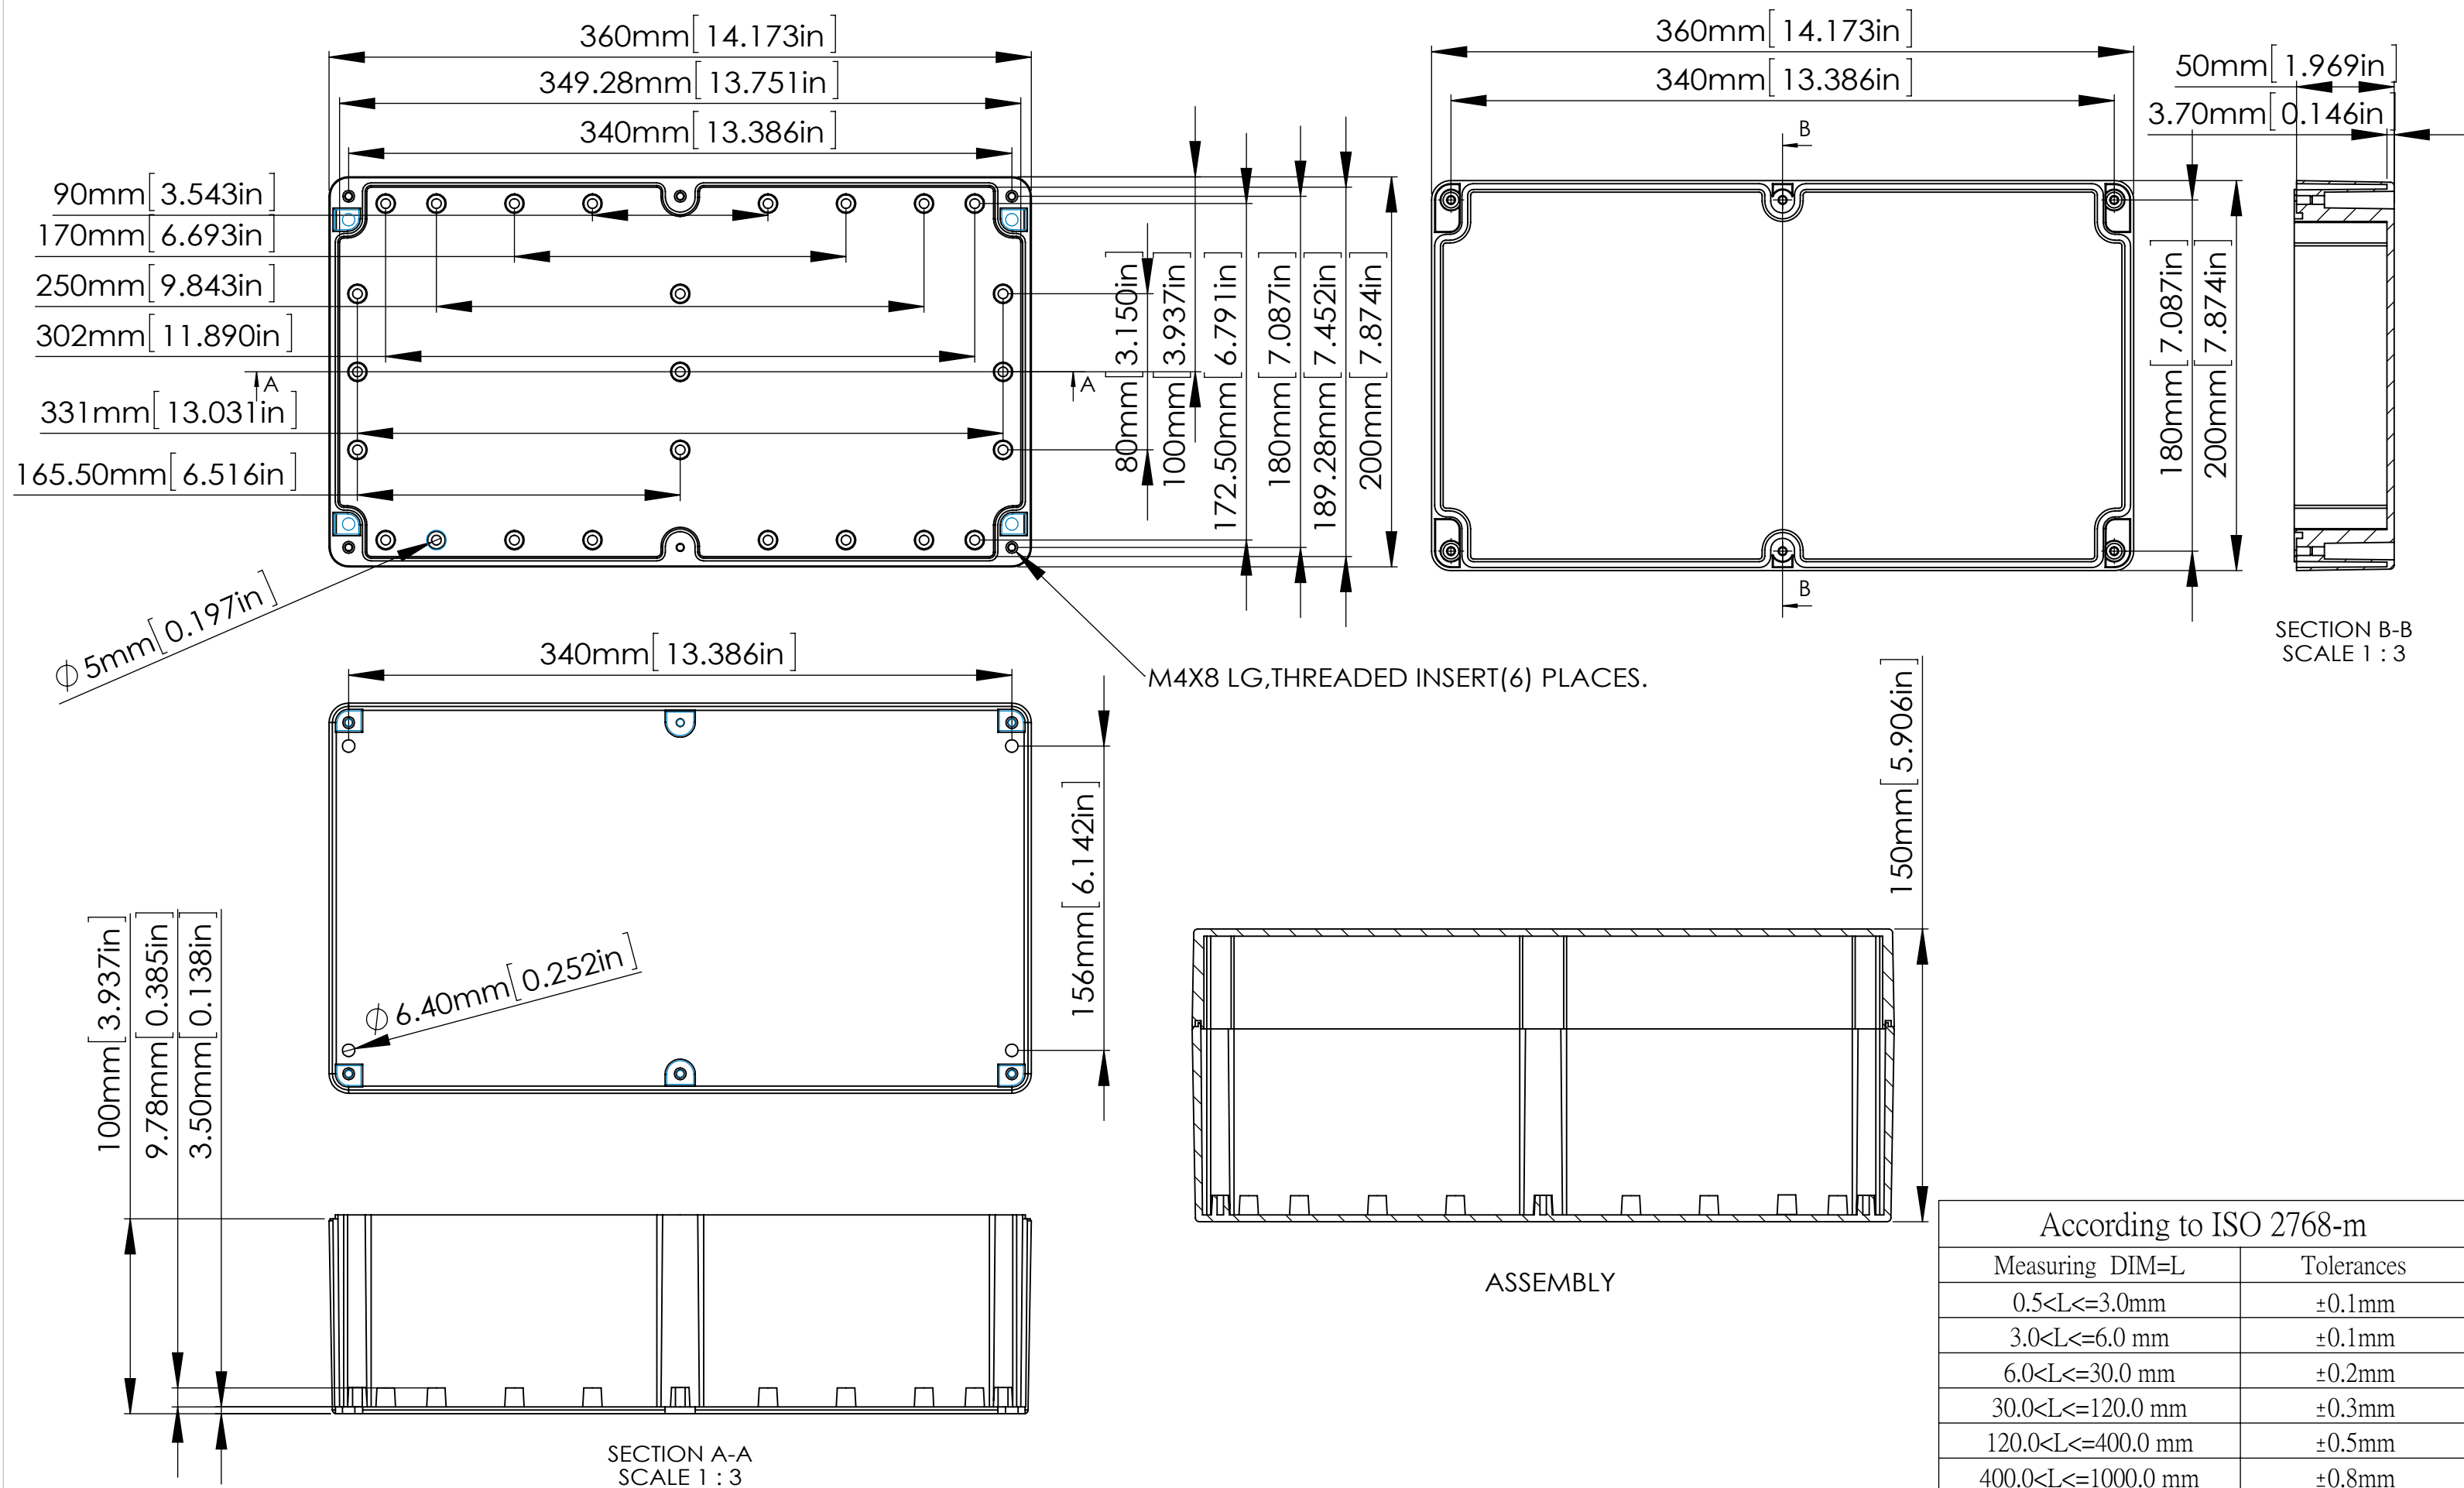 360mm[14.173in]
349.28mm[13.751in]
340mm[13.386in]
90mm[3.543in]
170mm[6.693in]
250mm[9.843in]
302mm[11.890in]
A
A
331mm[13.031in]
165.50mm[6.516in]
80mm[3.150in]
100mm[3.937in]
172.50mm[6.791in]
180mm[7.087in]
189.28mm[7.452in]
200mm[7.874in]
⌀ 5mm[0.197in]
M4X8 LG,THREADED INSERT(6) PLACES.
360mm[14.173in]
340mm[13.386in]
B
B
180mm[7.087in]
200mm[7.874in]
50mm[1.969in]
3.70mm[0.146in]
SECTION B-B
SCALE 1 : 3
340mm[13.386in]
156mm[6.142in]
⌀ 6.40mm[0.252in]
100mm[3.937in]
9.78mm[0.385in]
3.50mm[0.138in]
SECTION A-A
SCALE 1 : 3
150mm[5.906in]
ASSEMBLY
According to ISO 2768-m
Measuring DIM=L Tolerances
0.5<L<=3.0mm ±0.1mm
3.0<L<=6.0 mm ±0.1mm
6.0<L<=30.0 mm ±0.2mm
30.0<L<=120.0 mm ±0.3mm
120.0<L<=400.0 mm ±0.5mm
400.0<L<=1000.0 mm ±0.8mm